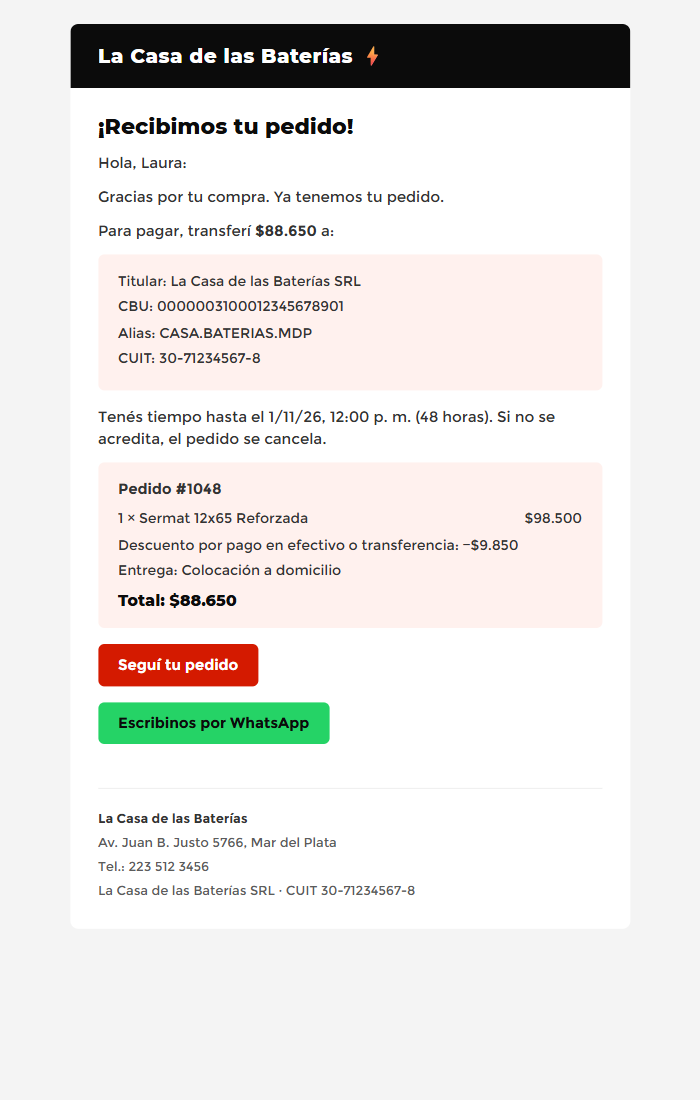 La Casa de las Baterías ⚡
¡Recibimos tu pedido!
Hola, Laura:
Gracias por tu compra. Ya tenemos tu pedido.
Para pagar, transferí $88.650 a:
Titular: La Casa de las Baterías SRL
CBU: 0000003100012345678901
Alias: CASA.BATERIAS.MDP
CUIT: 30-71234567-8
Tenés tiempo hasta el 1/11/26, 12:00 p. m. (48 horas). Si no se
acredita, el pedido se cancela.
Pedido #1048
1 × Sermat 12x65 Reforzada $98.500
Descuento por pago en efectivo o transferencia: −$9.850
Entrega: Colocación a domicilio
Total: $88.650
Seguí tu pedido
Escribinos por WhatsApp
La Casa de las Baterías
Av. Juan B. Justo 5766, Mar del Plata
Tel.: 223 512 3456
La Casa de las Baterías SRL · CUIT 30-71234567-8